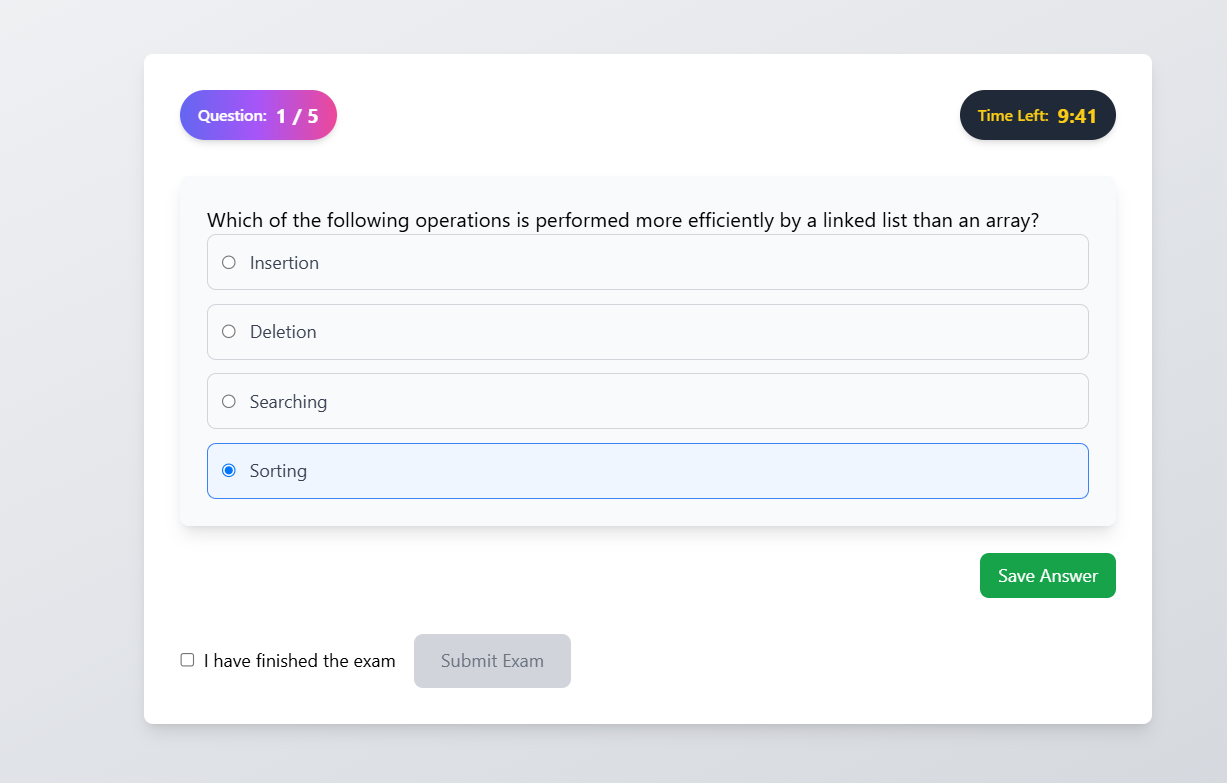 Question: 1 / 5
Time Left: 9:41
Which of the following operations is performed more efficiently by a linked list than an array?
Insertion
Deletion
Searching
Sorting
Save Answer
I have finished the exam
Submit Exam